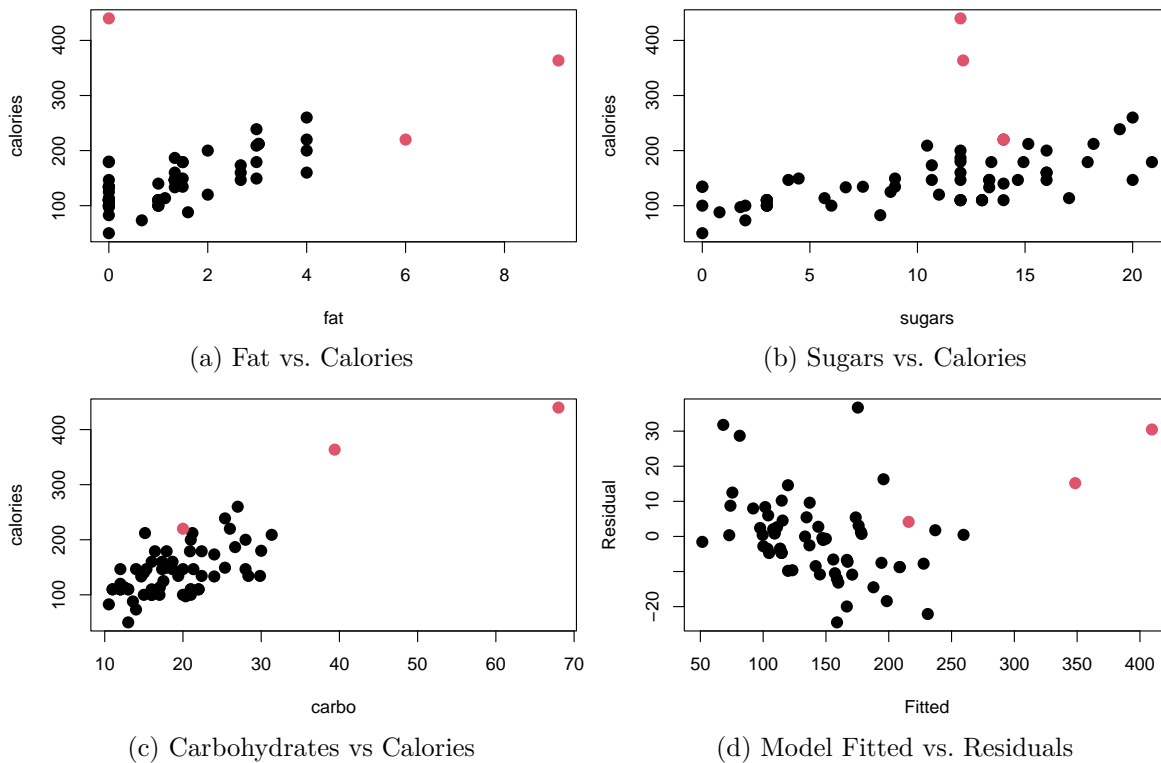 calories
400
300
200
100
0 2 4 6 8
fat
(a) Fat vs. Calories
calories
400
300
200
100
0 5 10 15 20
sugars
(b) Sugars vs. Calories
calories
400
300
200
100
10 20 30 40 50 60 70
carbo
(c) Carbohydrates vs Calories
Residual
30
10
0
−20
50 100 150 200 250 300 350 400
Fitted
(d) Model Fitted vs. Residuals